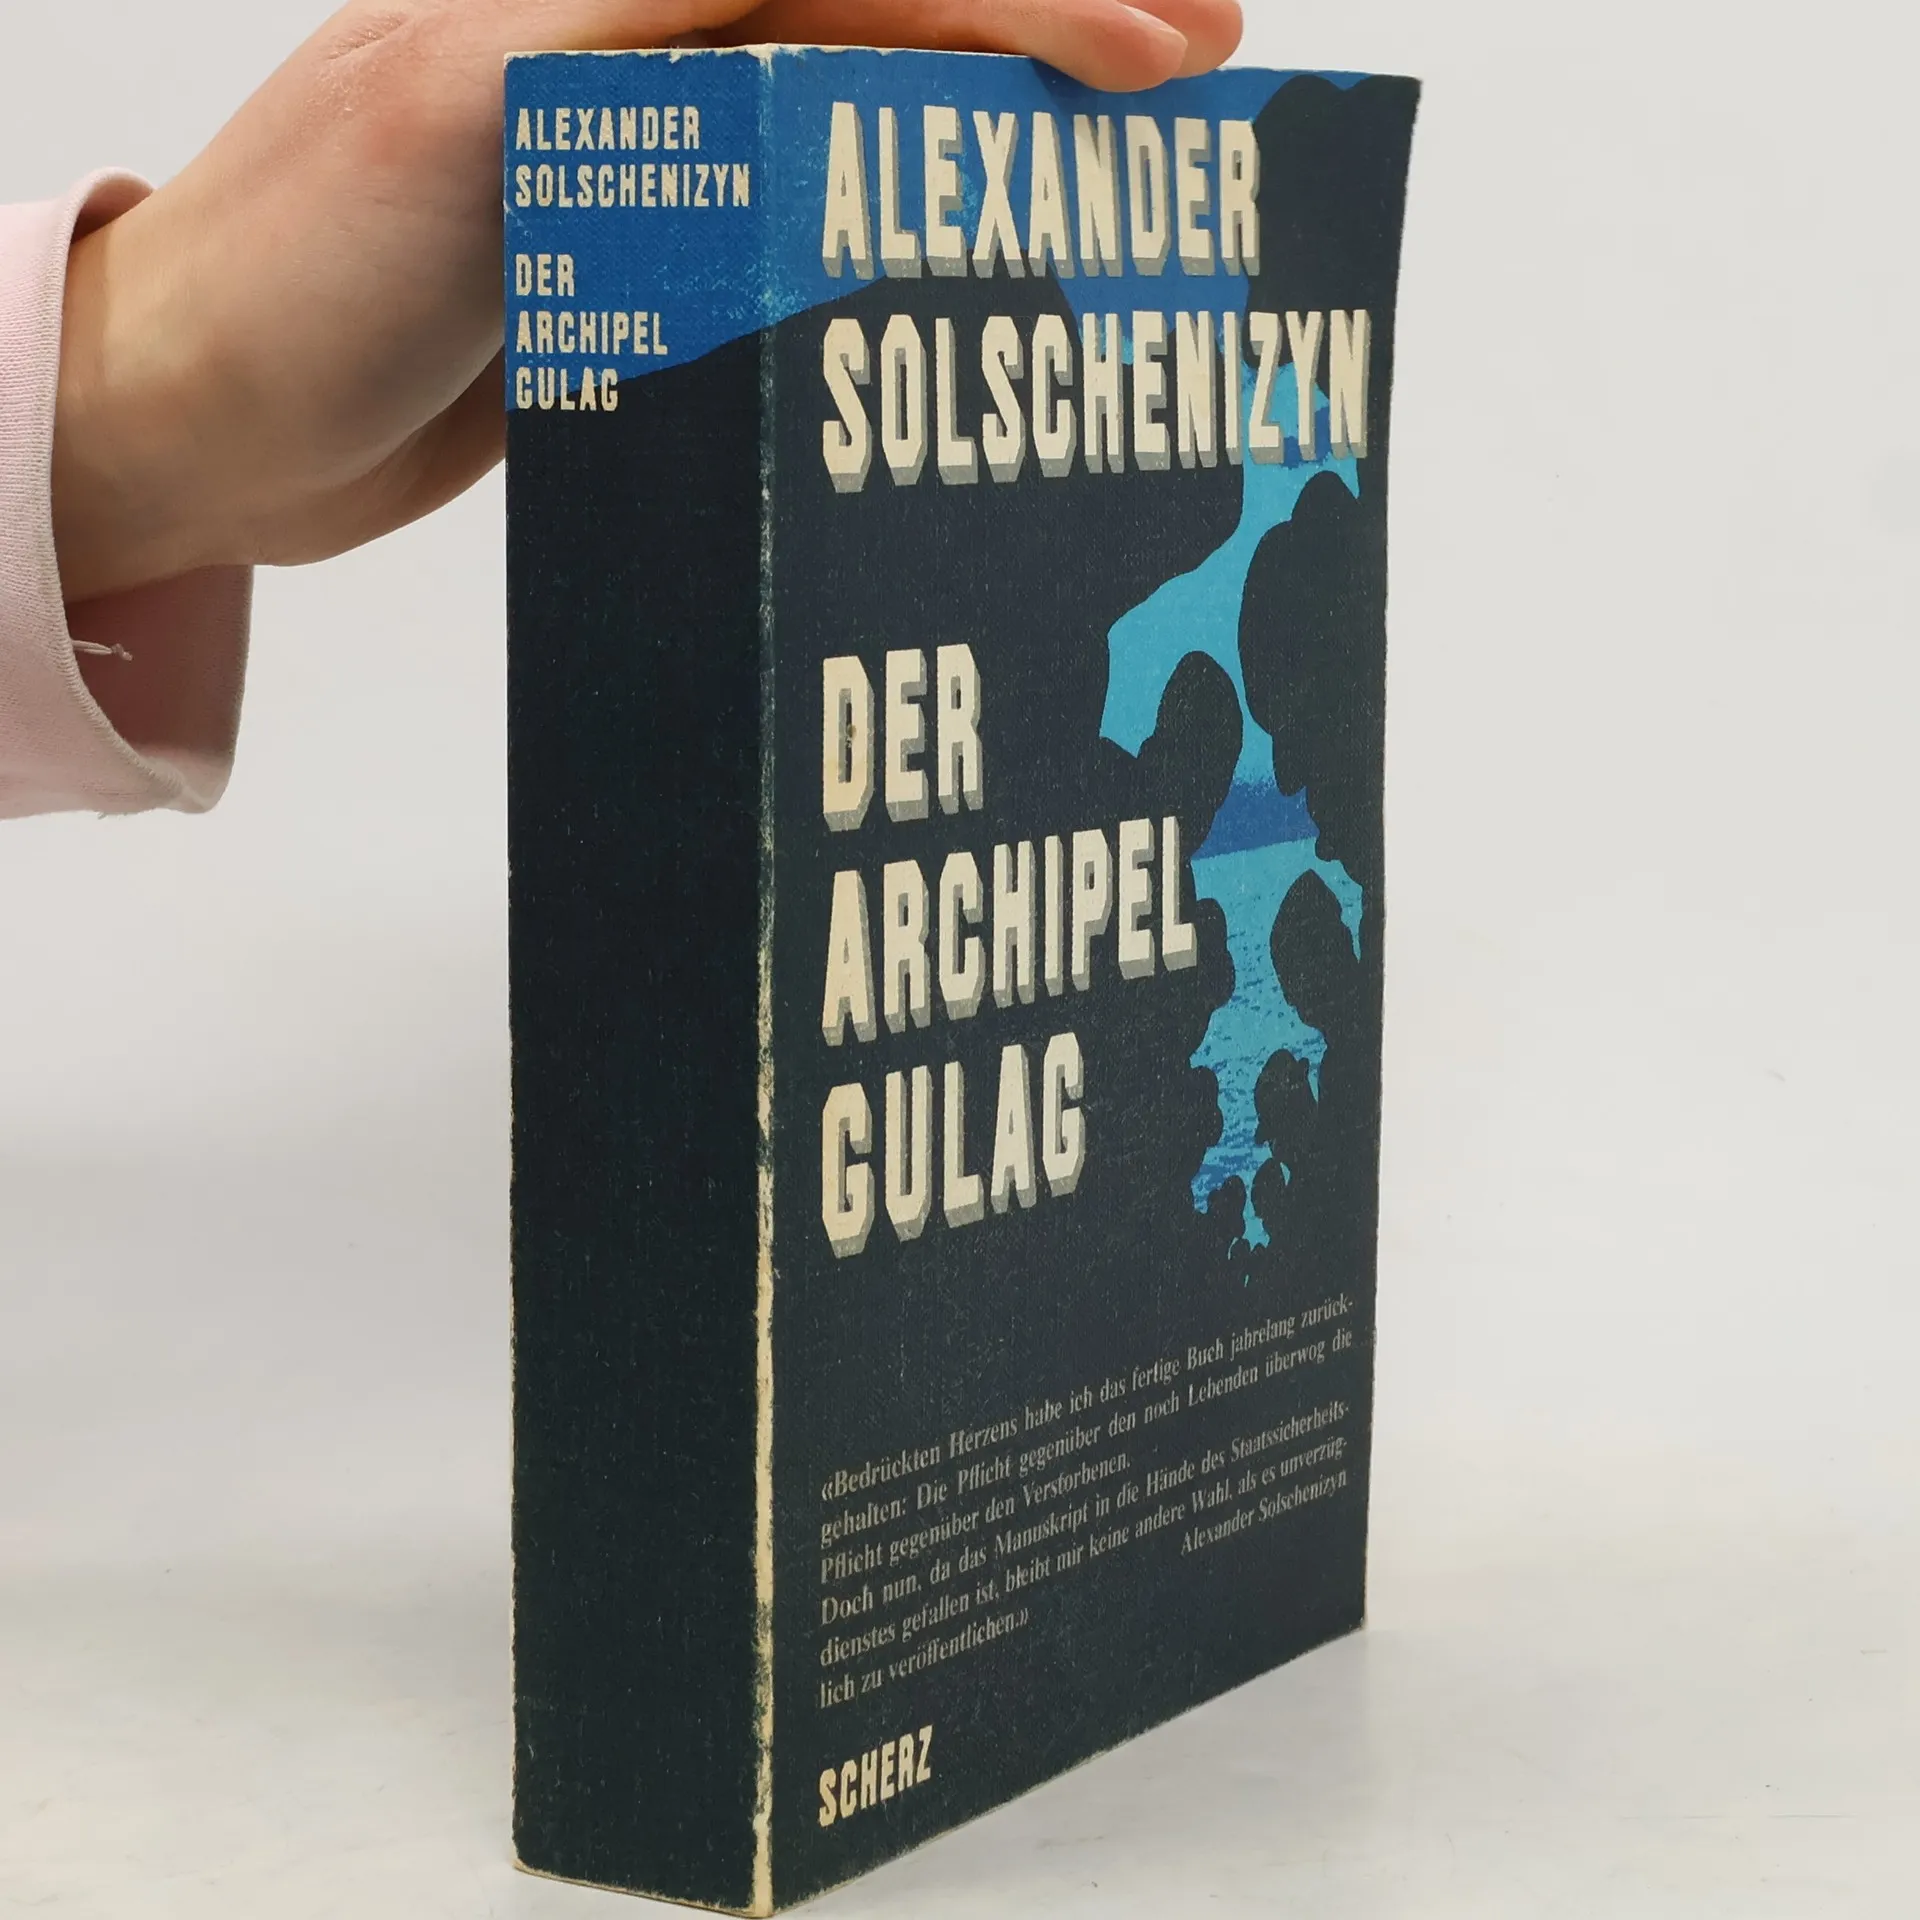 ALEXANDER
SOLSCHENIZYN
DER
ARCHIPEL
GULAG
ALEXANDER
SOLSCHENIZYN
DER
ARCHIPEL
GULAG
«Bedrückten Herzens habe ich das fertige Buch jahrelang zurück-
gehalten: Die Pflicht gegenüber den noch Lebenden überwog die
Pflicht gegenüber den Verstorbenen.
Doch nun, da das Manuskript in die Hände des Staatssicherheits-
dienstes gefallen ist, bleibt mir keine andere Wahl, als es unverzüg-
lich zu veröffentlichen.»
Alexander Solschenizyn
SCHERZ